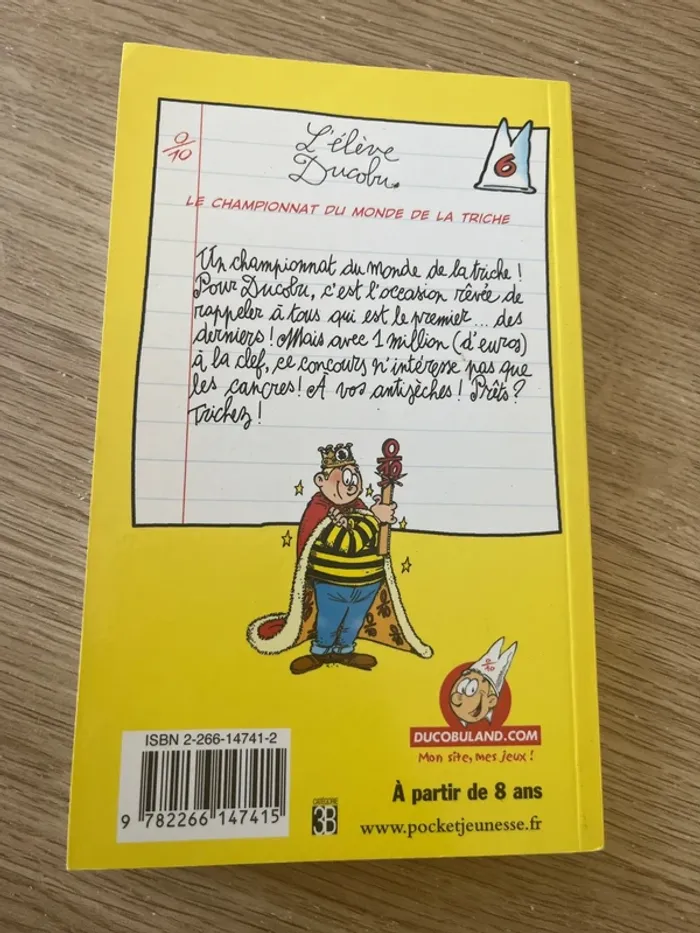 0/10
L'élève
Ducobu
6
LE CHAMPIONNAT DU MONDE DE LA TRICHE
Un championnat du monde de la triche !
Pour Ducobu, c'est l'occasion rêvée de
rappeler à tous qui est le premier... des
derniers ! Mais avec 1 million (d'euros)
à la clef, ce concours n'intéresse pas que
les cancres ! À vos antisèches ! Prêts ?
Trichez !
0/10
0/10
DUCOBULAND.COM
Mon site, mes jeux !
ISBN 2-266-14741-2
9 782266 147415
CATÉGORIE
3B
À partir de 8 ans
www.pocketjeunesse.fr